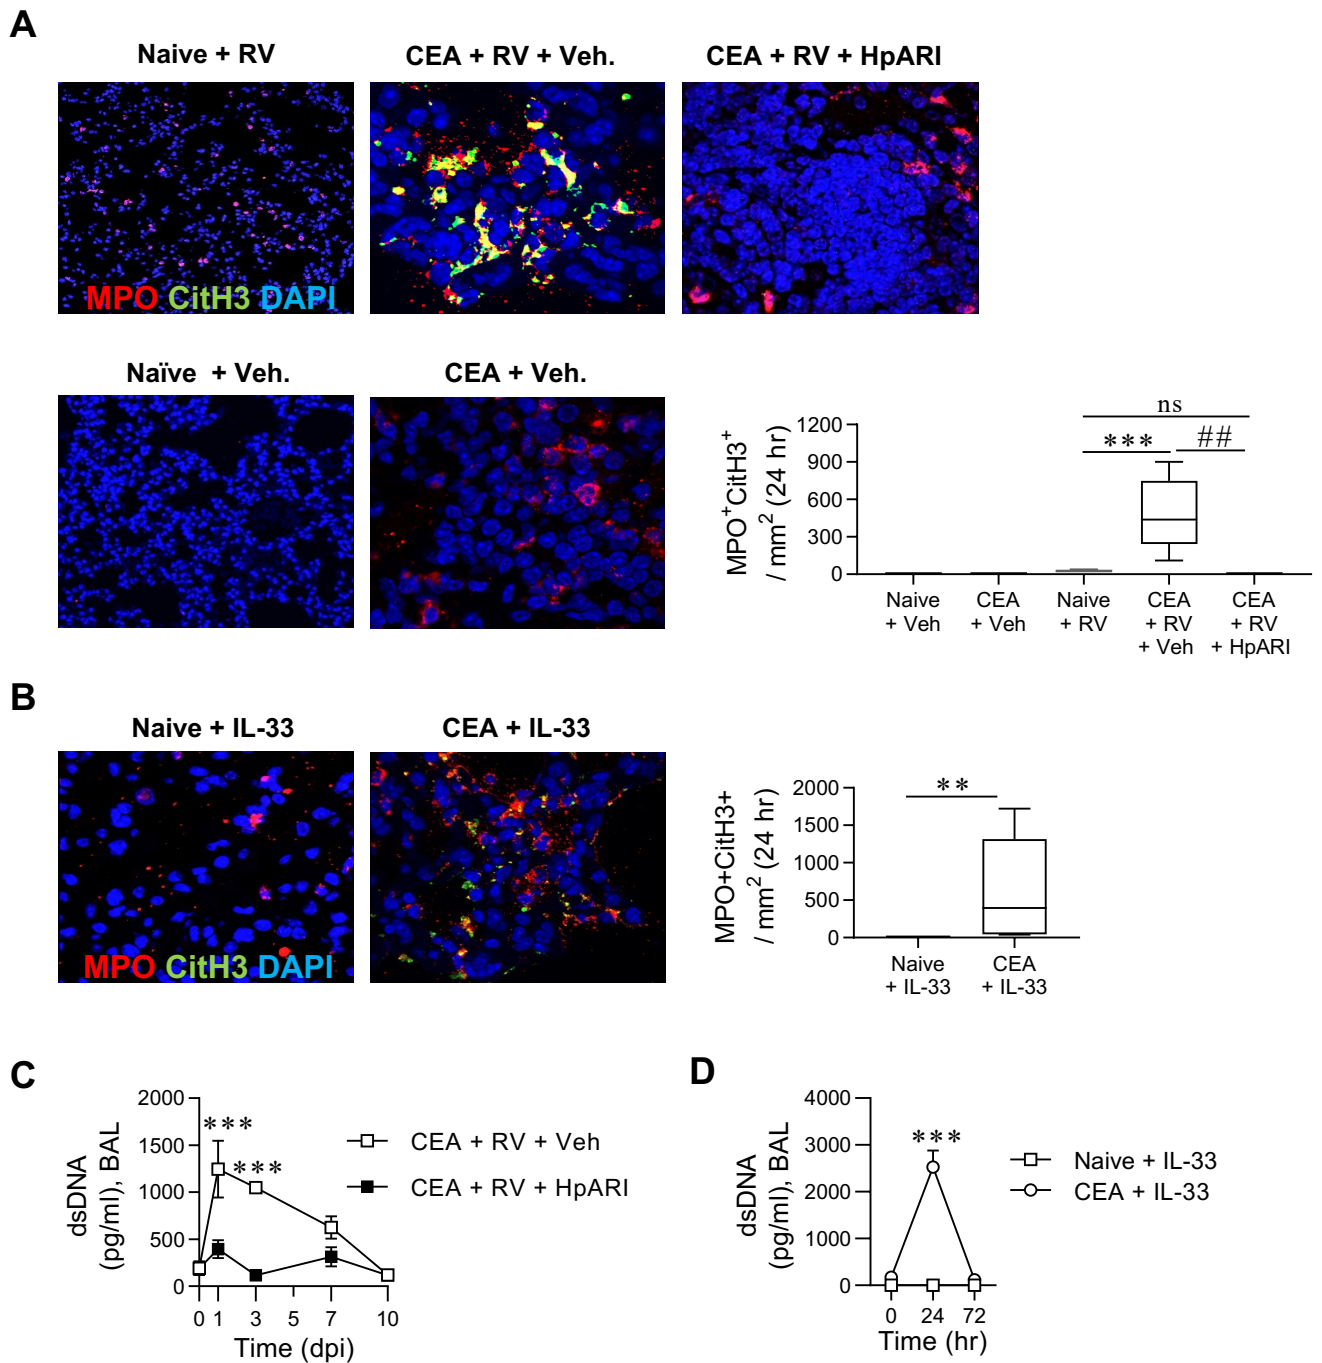 A
Naive + RV
CEA + RV + Veh.
CEA + RV + HpARI
MPO CitH3 DAPI
Naïve + Veh.
CEA + Veh.
MPO+CitH3+
/ mm2 (24 hr)
1200
900
600
300
0
ns
***
##
Naive
+ Veh
CEA
+ Veh
Naive
+ RV
CEA
+ RV
+ Veh
CEA
+ RV
+ HpARI
B
Naive + IL-33
CEA + IL-33
MPO CitH3 DAPI
MPO+CitH3+
/ mm2 (24 hr)
2000
1500
1000
500
0
**
Naive
+ IL-33
CEA
+ IL-33
C
dsDNA
(pg/ml), BAL
2000
1500
1000
500
0
***
***
0 1 3 5 7 10
Time (dpi)
CEA + RV + Veh
CEA + RV + HpARI
D
dsDNA
(pg/ml), BAL
4000
3000
2000
1000
0
***
0 24 72
Time (hr)
Naive + IL-33
CEA + IL-33